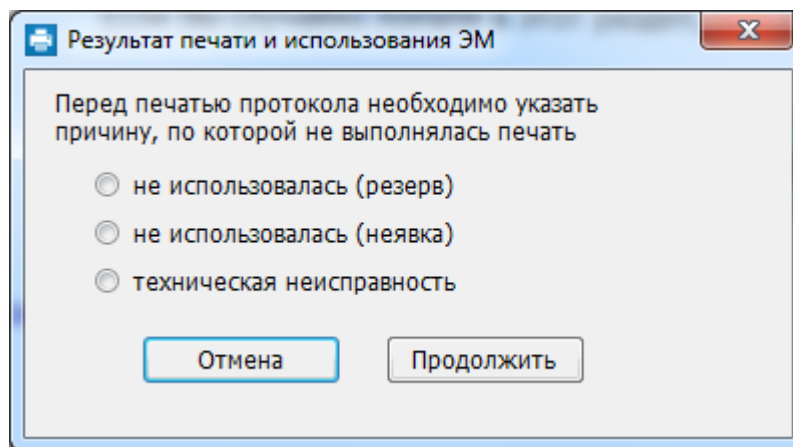 Результат печати и использования ЭМ
Перед печатью протокола необходимо указать
причину, по которой не выполнялась печать
не использовалась (резерв)
не использовалась (неявка)
техническая неисправность
Отмена
Продолжить